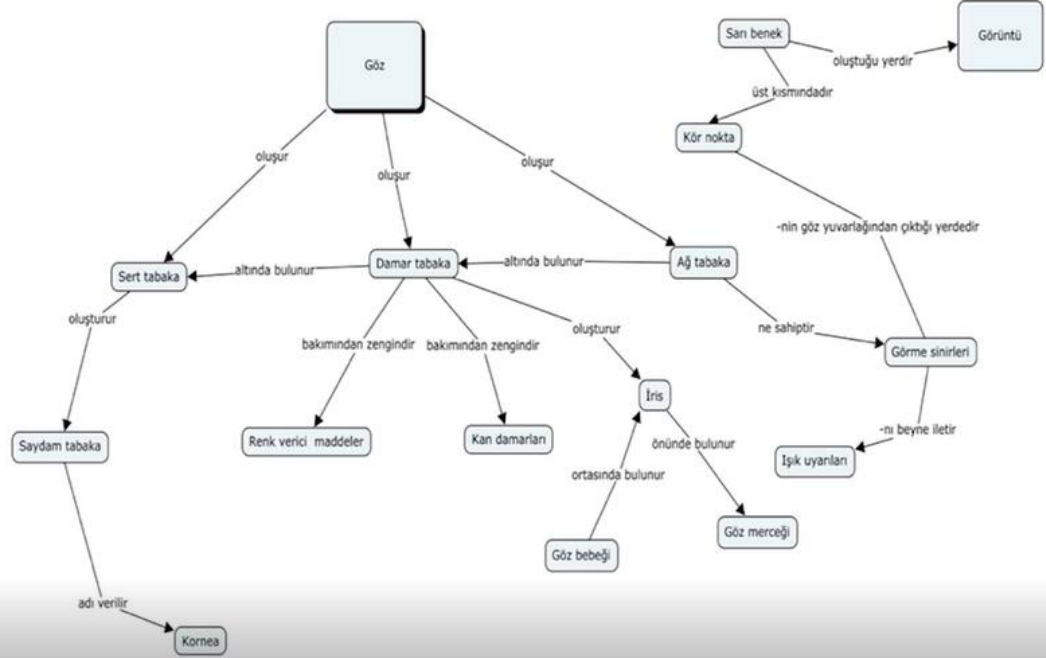 Göz
Sarı benek
Görüntü
oluştuğu yerdir
üst kısmındadır
Kör nokta
oluşur
oluşur
oluşur
-nin göz yuvarlağından çıktığı yerdedir
Sert tabaka
altında bulunur
Damar tabaka
altında bulunur
Ağ tabaka
oluşturur
bakımından zengindir
bakımından zengindir
oluşturur
ne sahiptir
Görme sinirleri
İris
Saydam tabaka
Renk verici maddeler
Kan damarları
önünde bulunur
-nı beyne iletir
Işık uyarıları
ortasında bulunur
Göz bebeği
Göz merceği
adı verilir
Kornea